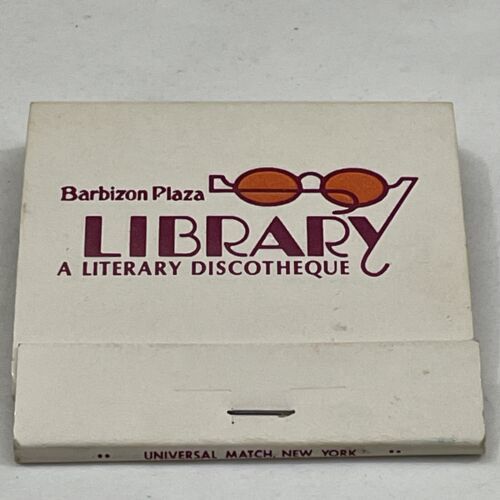 Barbizon Plaza
LIBRARY
A LITERARY DISCOTHEQUE
UNIVERSAL MATCH, NEW YORK